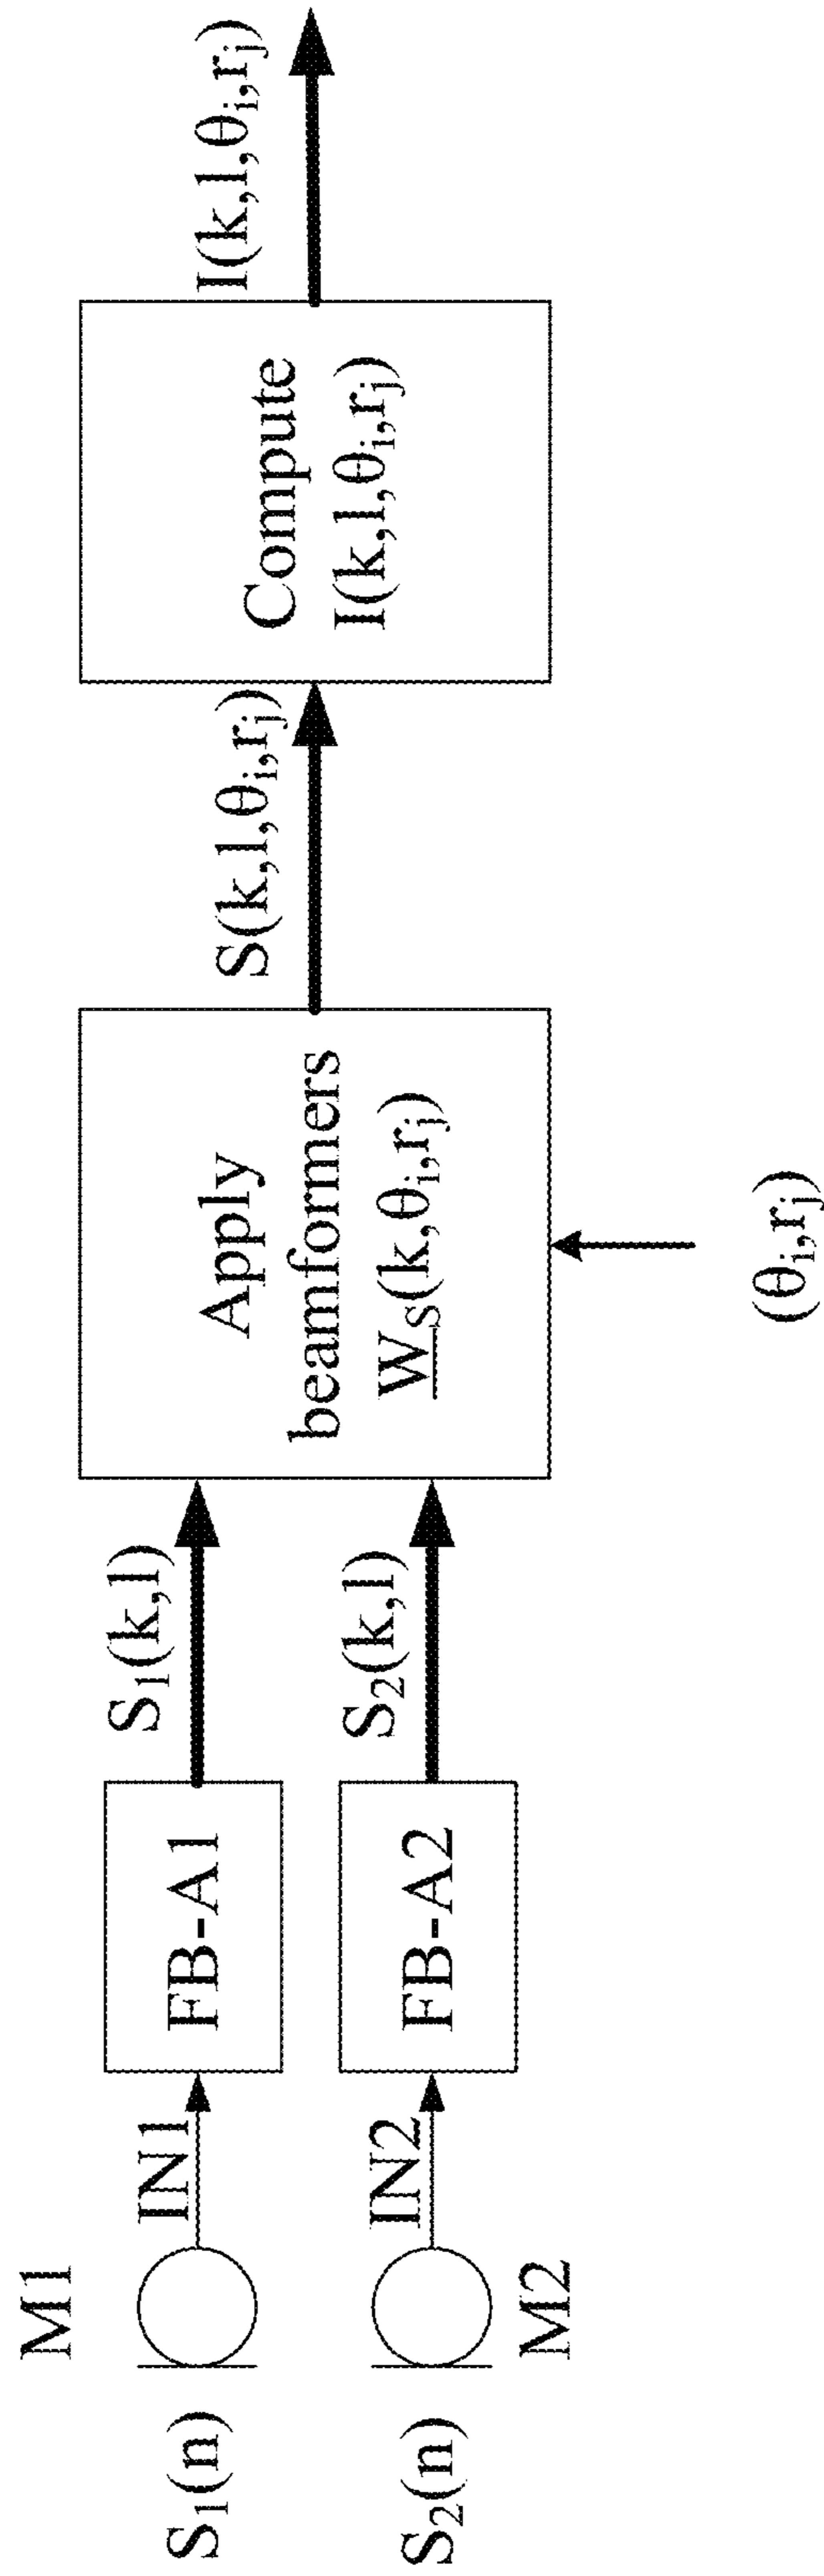 M1
S₁(n)
IN1
FB-A1
S₁(k,l)
S₂(n)
M2
IN2
FB-A2
S₂(k,l)
Apply
beamformers
W_S(k,θᵢ,rⱼ)
(θᵢ,rⱼ)
S(k,l,θᵢ,rⱼ)
Compute
I(k,l,θᵢ,rⱼ)
I(k,l,θᵢ,rⱼ)